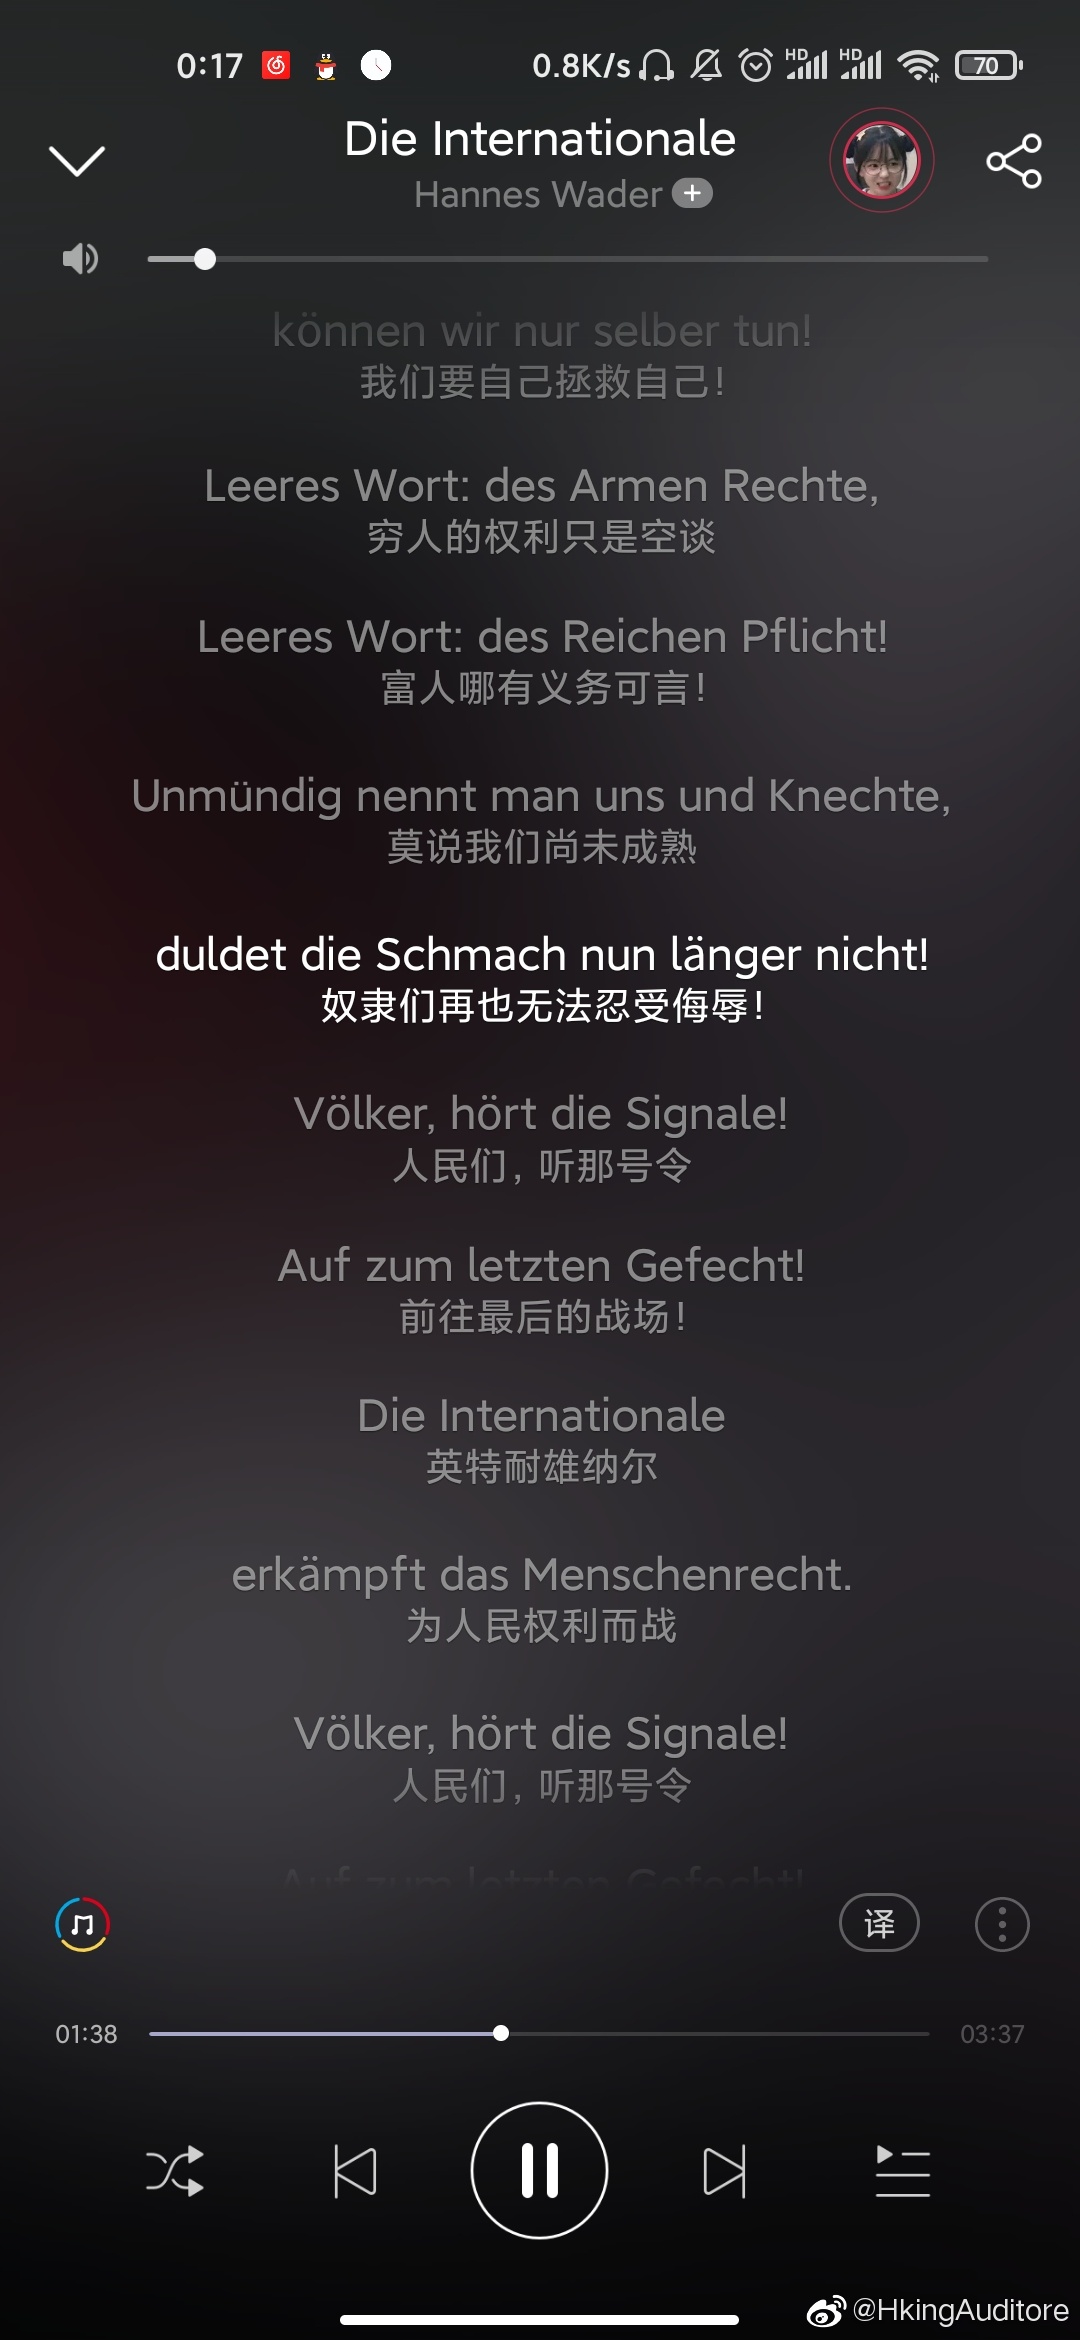 0:17
0.8K/s
HD
HD
70
Die Internationale
Hannes Wader
können wir nur selber tun!
我们要自己拯救自己！
Leeres Wort: des Armen Rechte,
穷人的权利只是空谈
Leeres Wort: des Reichen Pflicht!
富人哪有义务可言！
Unmündig nennt man uns und Knechte,
莫说我们尚未成熟
duldet die Schmach nun länger nicht!
奴隶们再也无法忍受侮辱！
Völker, hört die Signale!
人民们，听那号令
Auf zum letzten Gefecht!
前往最后的战场！
Die Internationale
英特耐雄纳尔
erkämpft das Menschenrecht.
为人民权利而战
Völker, hört die Signale!
人民们，听那号令
Auf zum letzten Gefecht!
译
01:38
03:37
@HkingAuditore